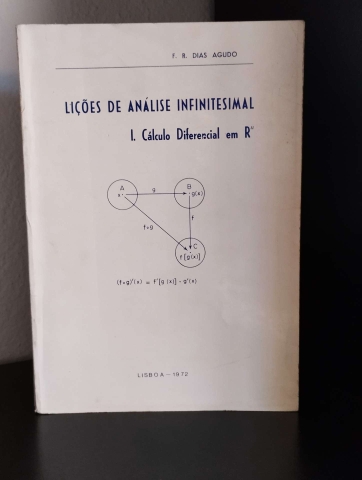 F. R. DIAS AGUDO
LIÇÕES DE ANÁLISE INFINITESIMAL
I. Cálculo Diferencial em Rⁿ
A
x
g
B
g(x)
f
f∘g
C
f[g(x)]
(f∘g)'(x) = f'[g(x)] · g'(x)
LISBOA — 1972